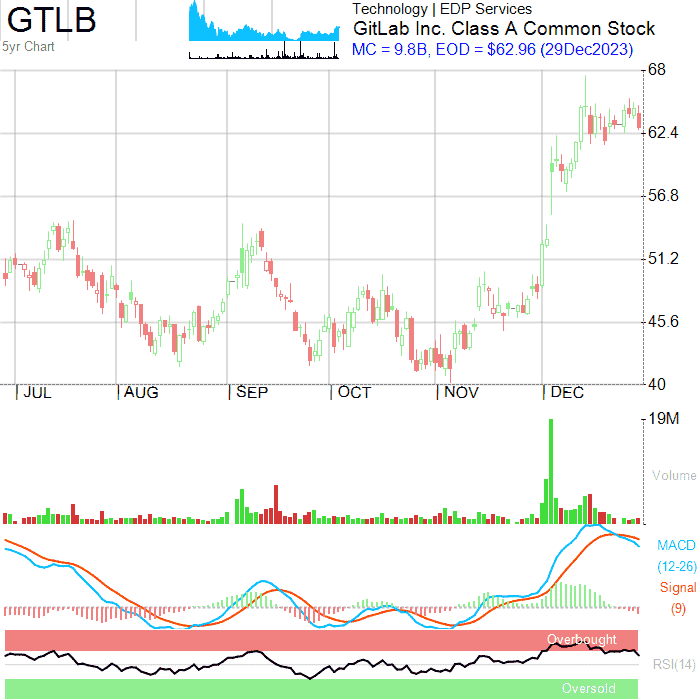 GTLB
5yr Chart
Technology | EDP Services
GitLab Inc. Class A Common Stock
MC = 9.8B, EOD = $62.96 (29Dec2023)
68
62.4
56.8
51.2
45.6
40
JUL
AUG
SEP
OCT
NOV
DEC
19M
Volume
MACD
(12-26)
Signal
(9)
Overbought
RSI(14)
Oversold